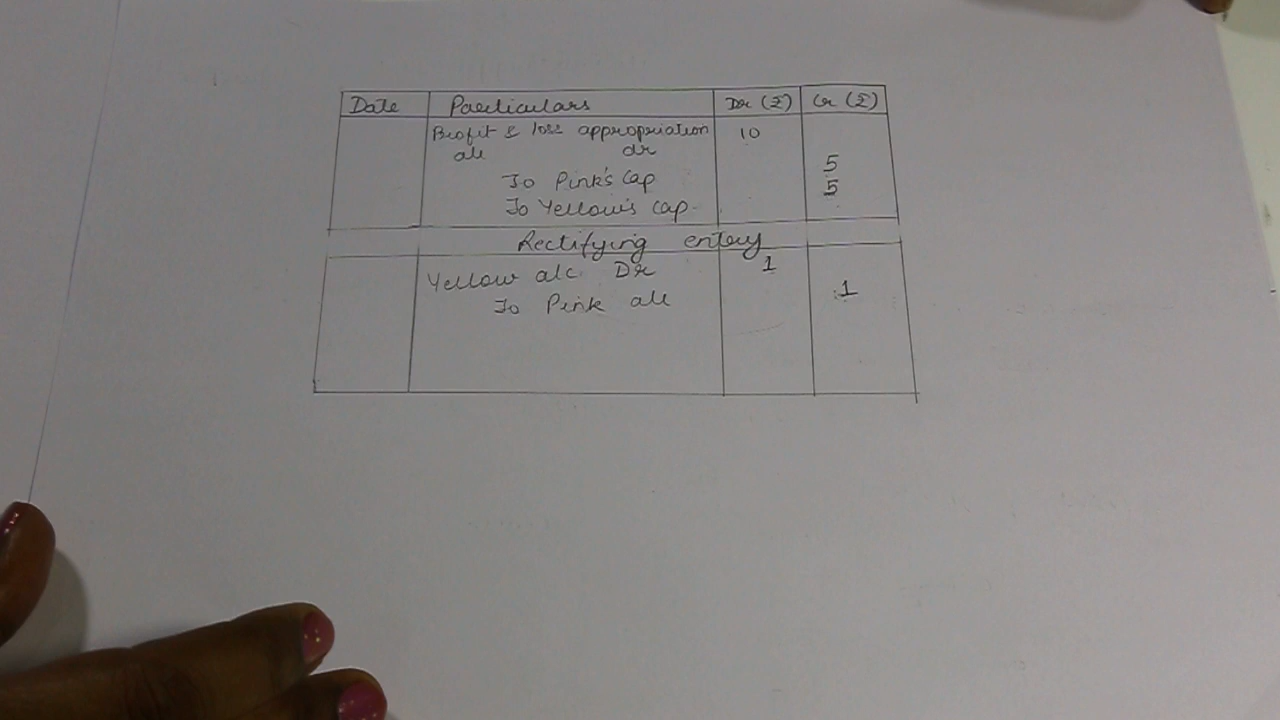 Date Particulars Dr (₹) Cr (₹)
Profit & loss appropriation 10
a/c dr
5
To Pink's Cap
5
To Yellow's cap
Rectifying entry
Yellow a/c Dr 1
To Pink a/c 1